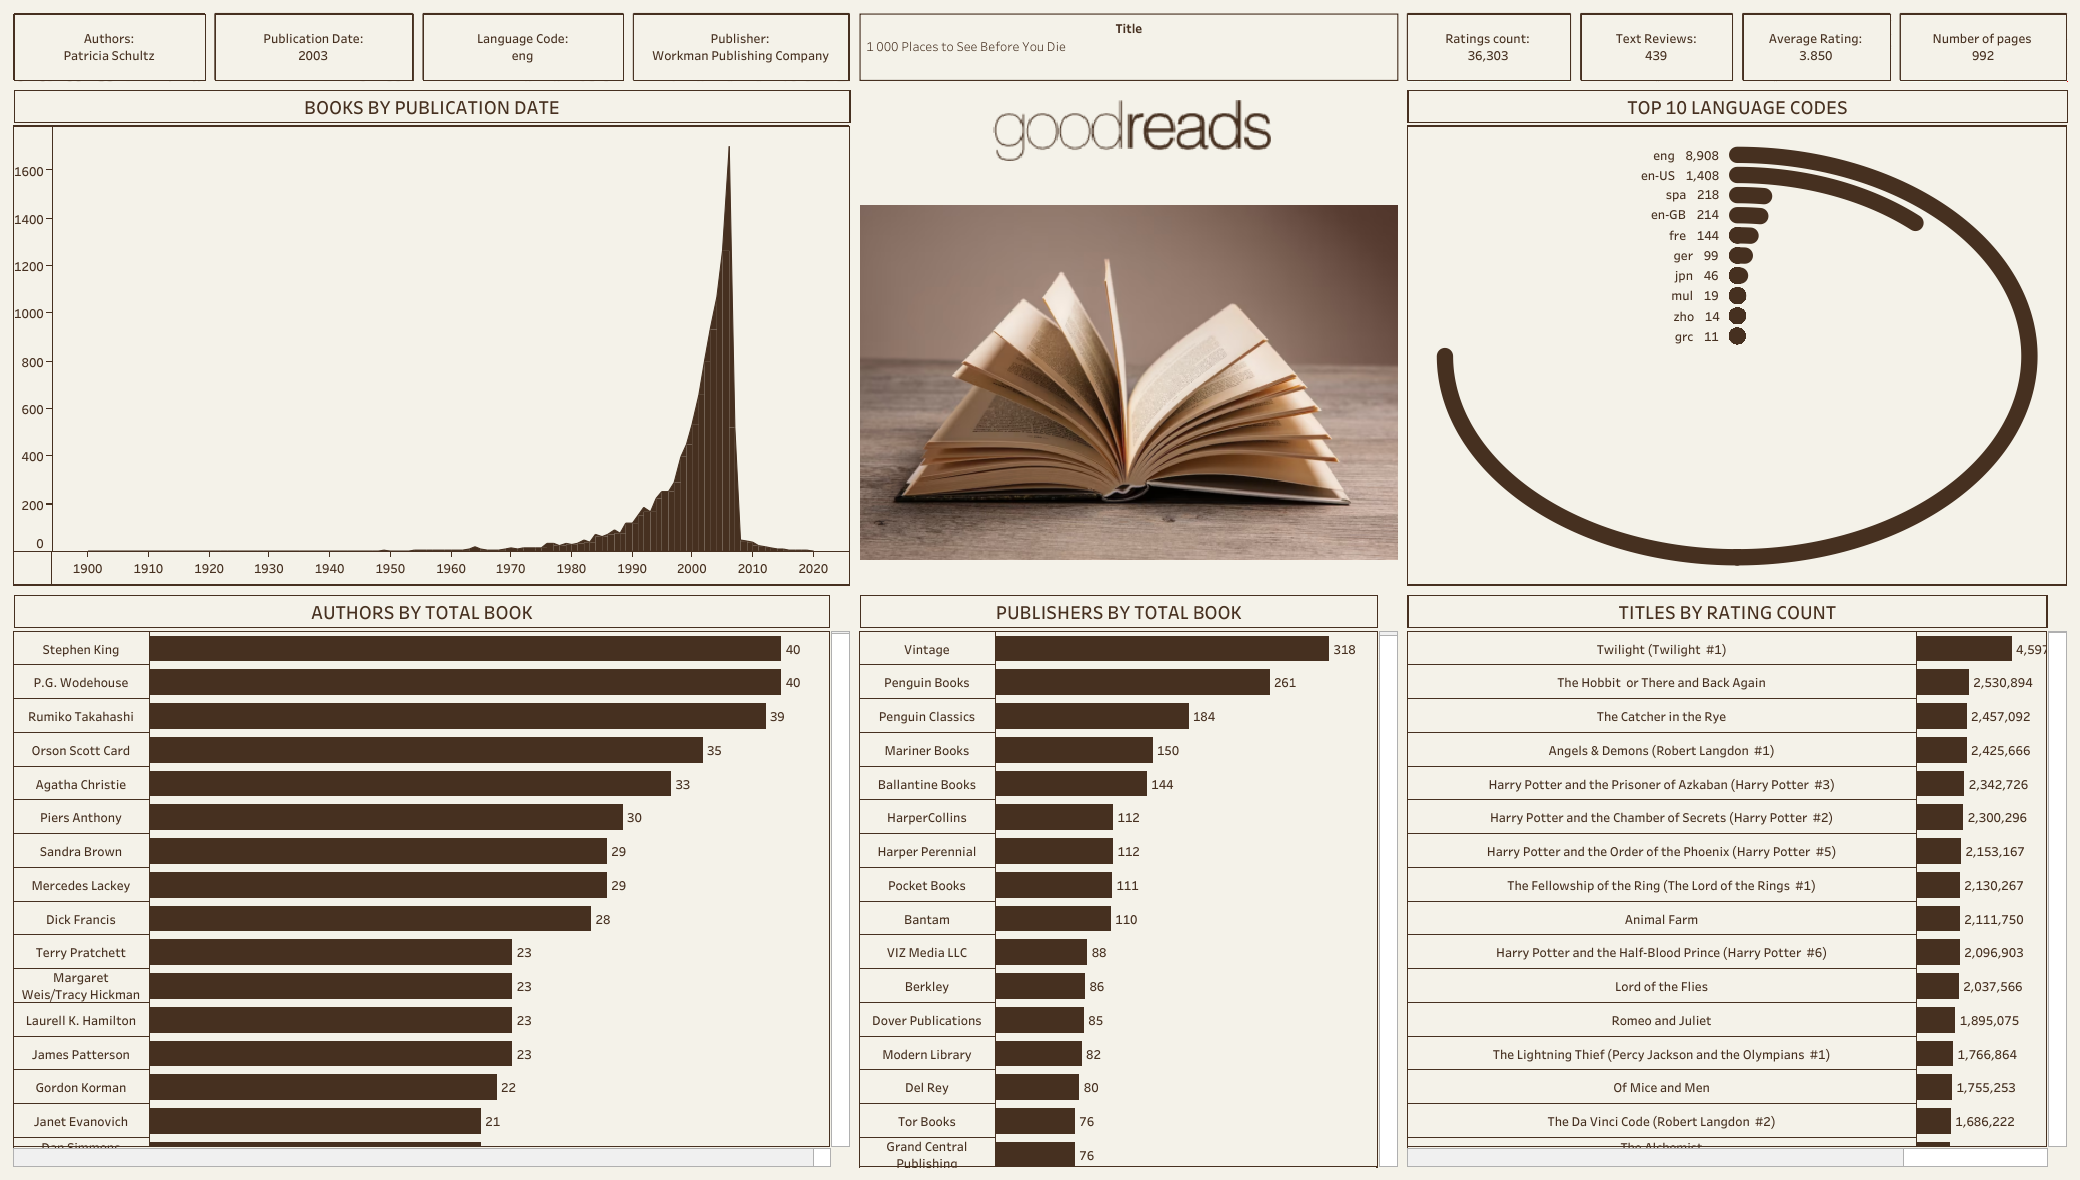 Authors:
Patricia Schultz
Publication Date:
2003
Language Code:
eng
Publisher:
Workman Publishing Company
Title
1 000 Places to See Before You Die
Ratings count:
36,303
Text Reviews:
439
Average Rating:
3.850
Number of pages
992
BOOKS BY PUBLICATION DATE
1600
1400
1200
1000
800
600
400
200
0
1900 1910 1920 1930 1940 1950 1960 1970 1980 1990 2000 2010 2020
goodreads
TOP 10 LANGUAGE CODES
eng 8,908
en-US 1,408
spa 218
en-GB 214
fre 144
ger 99
jpn 46
mul 19
zho 14
grc 11
AUTHORS BY TOTAL BOOK
Stephen King 40
P.G. Wodehouse 40
Rumiko Takahashi 39
Orson Scott Card 35
Agatha Christie 33
Piers Anthony 30
Sandra Brown 29
Mercedes Lackey 29
Dick Francis 28
Terry Pratchett 23
Margaret
Weis/Tracy Hickman 23
Laurell K. Hamilton 23
James Patterson 23
Gordon Korman 22
Janet Evanovich 21
Dan Simmons
PUBLISHERS BY TOTAL BOOK
Vintage 318
Penguin Books 261
Penguin Classics 184
Mariner Books 150
Ballantine Books 144
HarperCollins 112
Harper Perennial 112
Pocket Books 111
Bantam 110
VIZ Media LLC 88
Berkley 86
Dover Publications 85
Modern Library 82
Del Rey 80
Tor Books 76
Grand Central
Publishing 76
TITLES BY RATING COUNT
Twilight (Twilight #1) 4,597
The Hobbit or There and Back Again 2,530,894
The Catcher in the Rye 2,457,092
Angels & Demons (Robert Langdon #1) 2,425,666
Harry Potter and the Prisoner of Azkaban (Harry Potter #3) 2,342,726
Harry Potter and the Chamber of Secrets (Harry Potter #2) 2,300,296
Harry Potter and the Order of the Phoenix (Harry Potter #5) 2,153,167
The Fellowship of the Ring (The Lord of the Rings #1) 2,130,267
Animal Farm 2,111,750
Harry Potter and the Half-Blood Prince (Harry Potter #6) 2,096,903
Lord of the Flies 2,037,566
Romeo and Juliet 1,895,075
The Lightning Thief (Percy Jackson and the Olympians #1) 1,766,864
Of Mice and Men 1,755,253
The Da Vinci Code (Robert Langdon #2) 1,686,222
The Alchemist